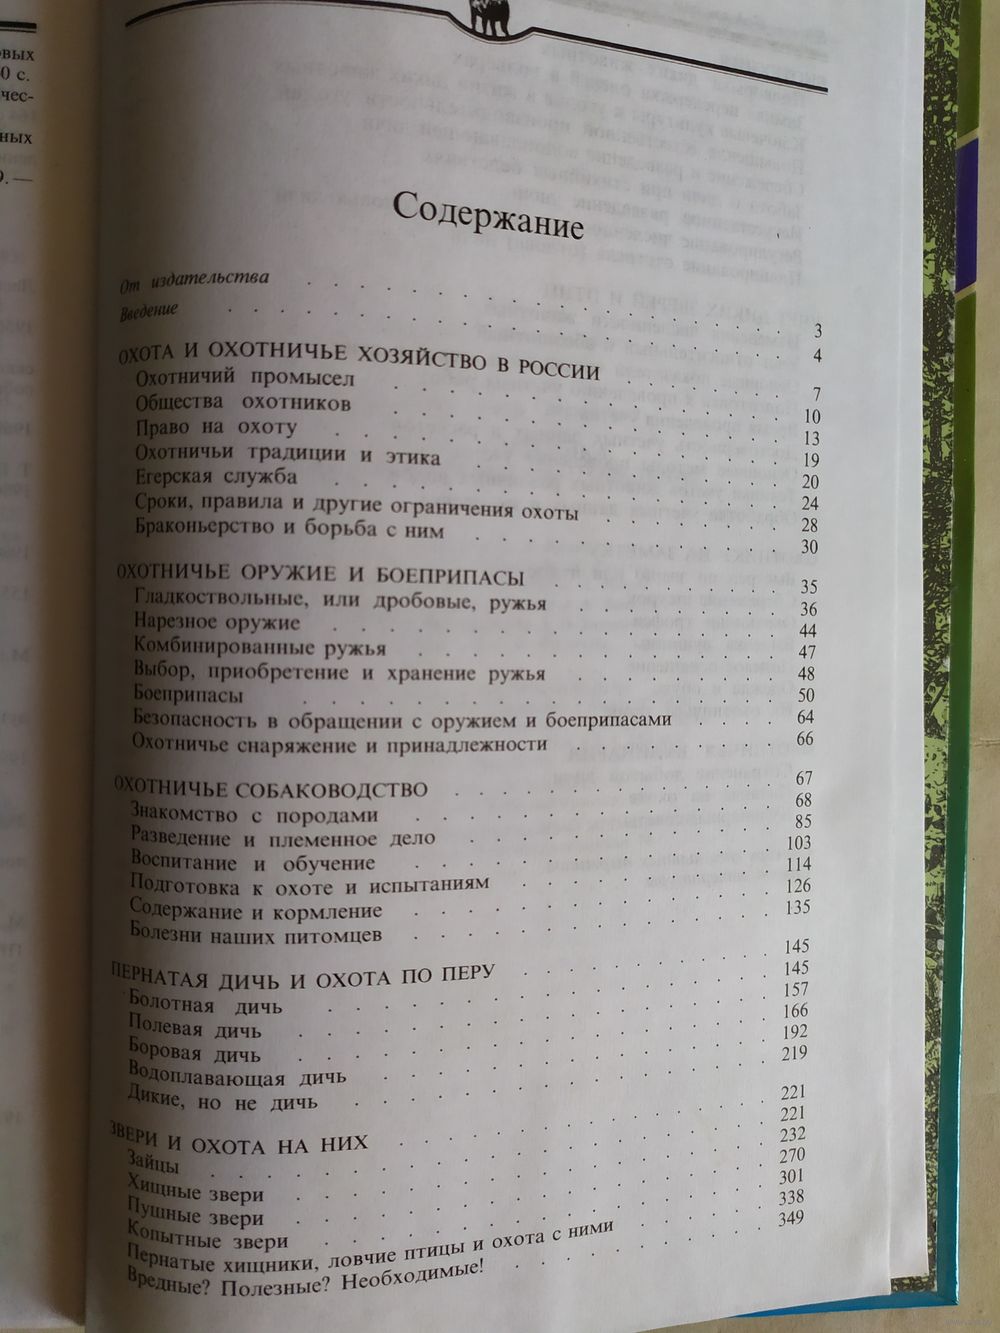 овых
0 с.
чес-
ных
9. —
Содержание
От издательства . . . 3
Введение . . . 4
ОХОТА И ОХОТНИЧЬЕ ХОЗЯЙСТВО В РОССИИ . . . 7
Охотничий промысел . . . 10
Общества охотников . . . 13
Право на охоту . . . 19
Охотничьи традиции и этика . . . 20
Егерская служба . . . 24
Сроки, правила и другие ограничения охоты . . . 28
Браконьерство и борьба с ним . . . 30
ОХОТНИЧЬЕ ОРУЖИЕ И БОЕПРИПАСЫ . . . 35
Гладкоствольные, или дробовые, ружья . . . 36
Нарезное оружие . . . 44
Комбинированные ружья . . . 47
Выбор, приобретение и хранение ружья . . . 48
Боеприпасы . . . 50
Безопасность в обращении с оружием и боеприпасами . . . 64
Охотничье снаряжение и принадлежности . . . 66
ОХОТНИЧЬЕ СОБАКОВОДСТВО . . . 67
Знакомство с породами . . . 68
Разведение и племенное дело . . . 85
Воспитание и обучение . . . 103
Подготовка к охоте и испытаниям . . . 114
Содержание и кормление . . . 126
Болезни наших питомцев . . . 135
ПЕРНАТАЯ ДИЧЬ И ОХОТА ПО ПЕРУ . . . 145
Болотная дичь . . . 145
Полевая дичь . . . 157
Боровая дичь . . . 166
Водоплавающая дичь . . . 192
Дикие, но не дичь . . . 219
ЗВЕРИ И ОХОТА НА НИХ . . . 221
Зайцы . . . 221
Хищные звери . . . 232
Пушные звери . . . 270
Копытные звери . . . 301
Пернатые хищники, ловчие птицы и охота с ними . . . 338
Вредные? Полезные? Необходимые! . . . 349